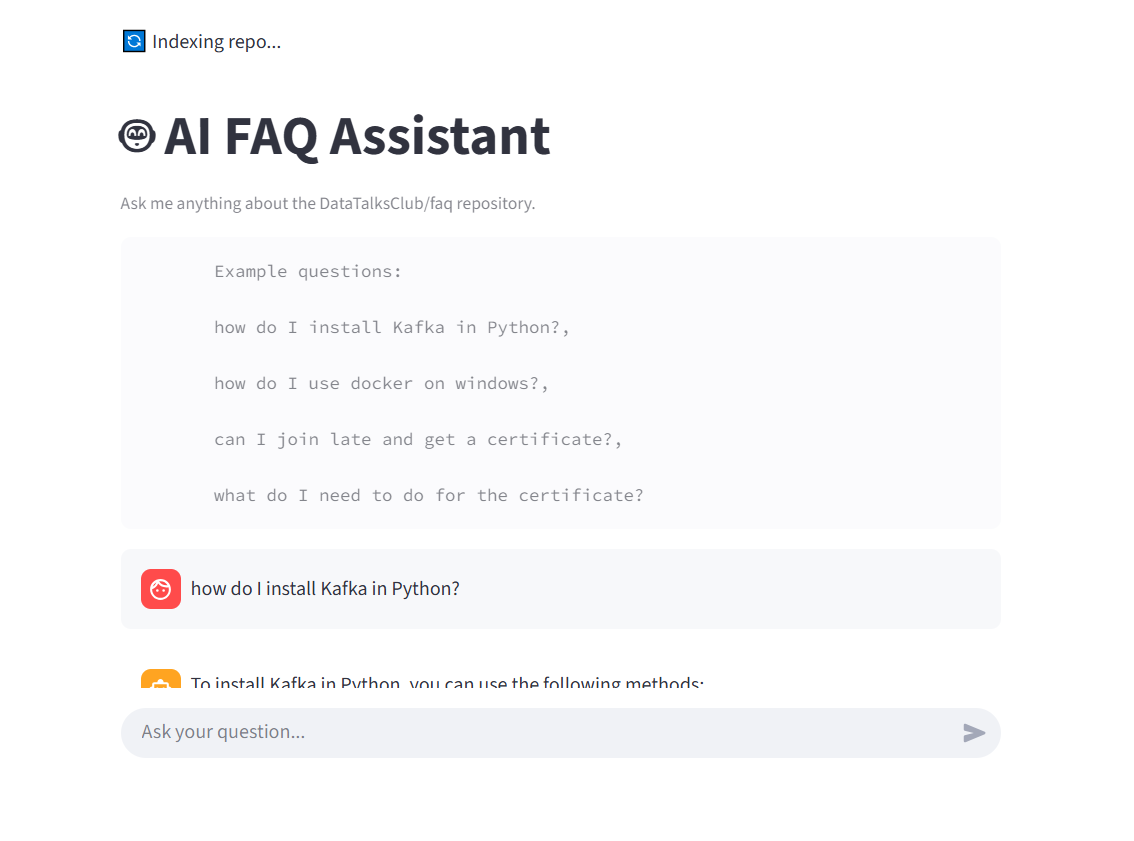 Indexing repo...
AI FAQ Assistant
Ask me anything about the DataTalksClub/faq repository.
Example questions:
how do I install Kafka in Python?,
how do I use docker on windows?,
can I join late and get a certificate?,
what do I need to do for the certificate?
how do I install Kafka in Python?
To install Kafka in Python, you can use the following methods:
Ask your question...